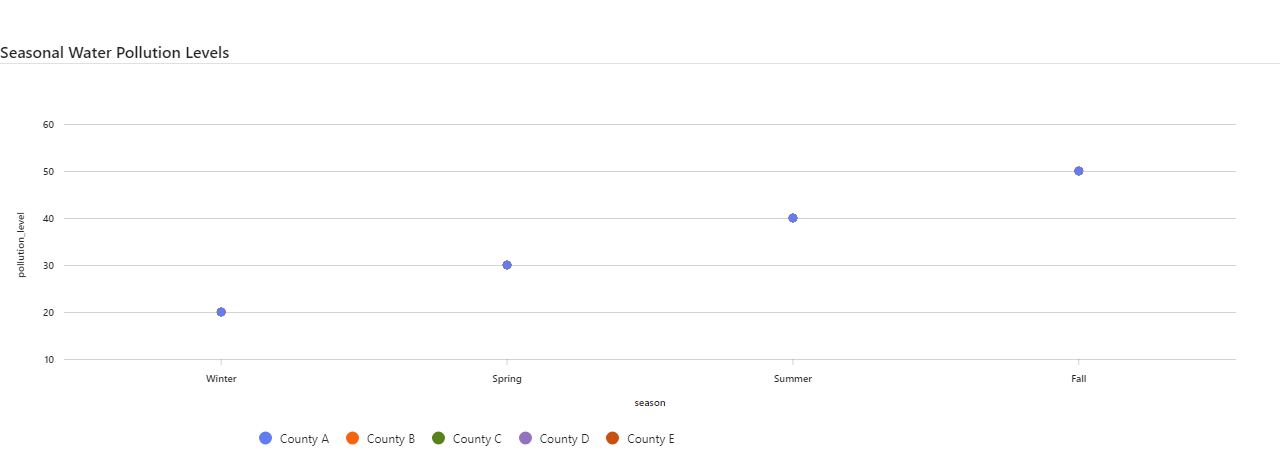 Seasonal Water Pollution Levels
60
50
40
30
20
10
pollution_level
Winter Spring Summer Fall
season
County A County B County C County D County E